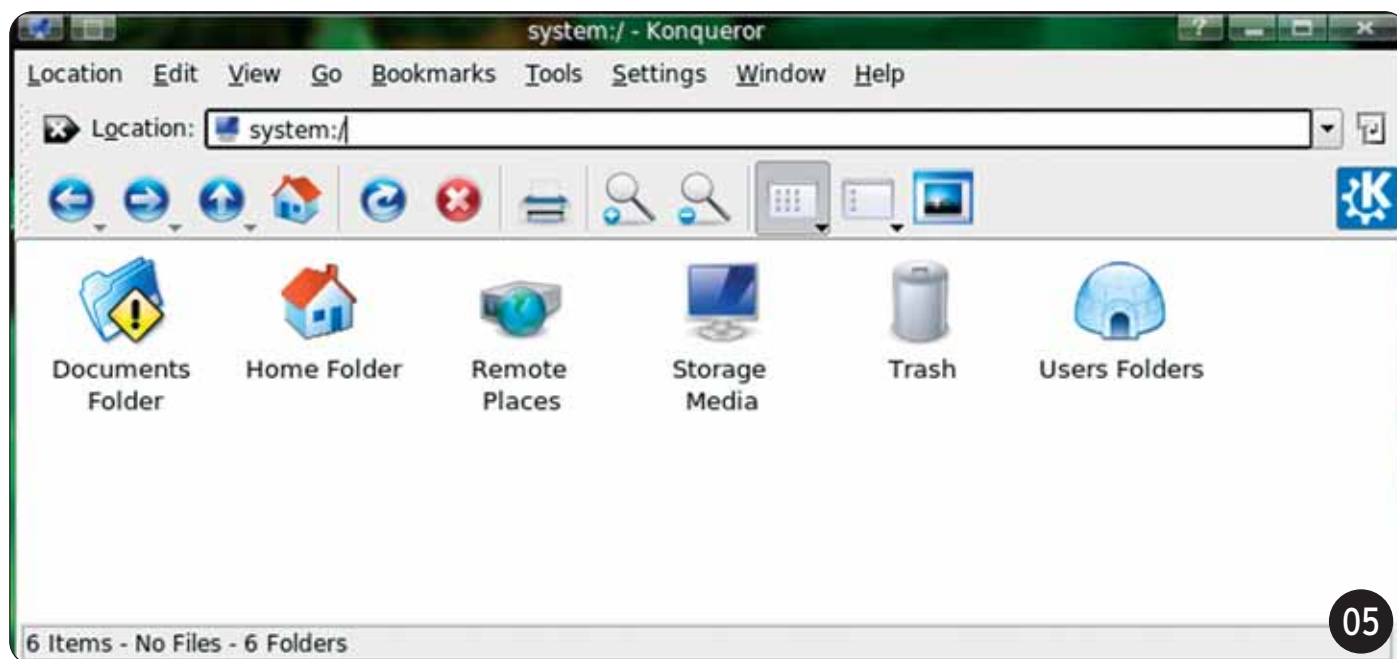 system:/ - Konqueror
Location Edit View Go Bookmarks Tools Settings Window Help
Location: system:/
K
Documents Folder
Home Folder
Remote Places
Storage Media
Trash
Users Folders
6 Items - No Files - 6 Folders
05